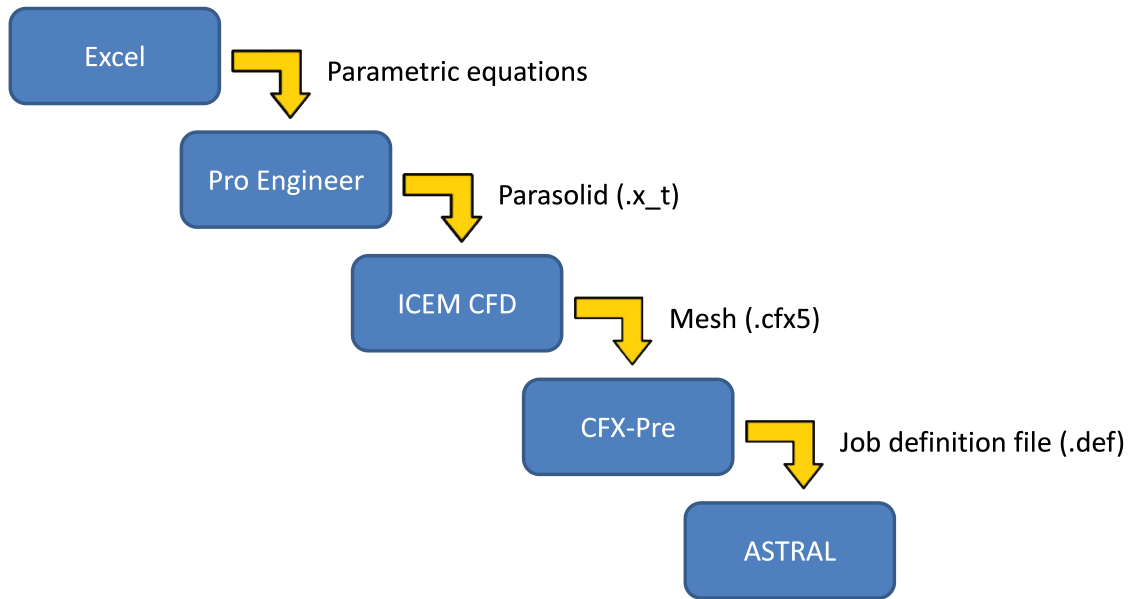 Excel
Parametric equations
Pro Engineer
Parasolid (.x_t)
ICEM CFD
Mesh (.cfx5)
CFX-Pre
Job definition file (.def)
ASTRAL